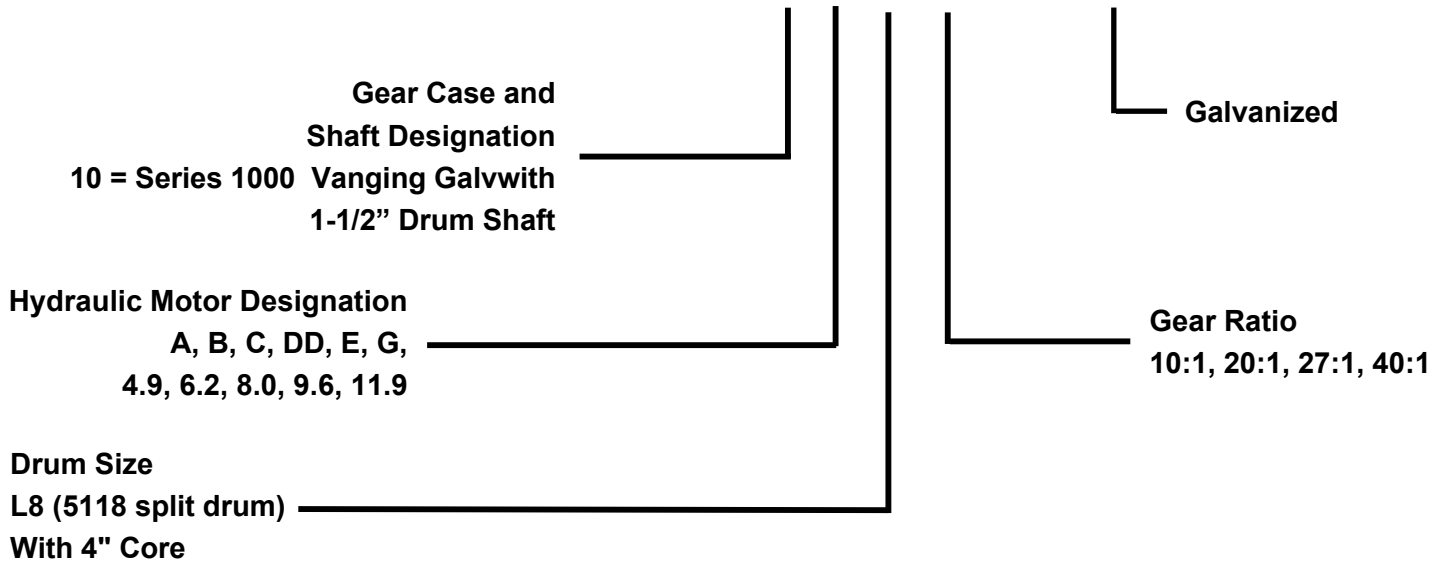 Gear Case and
Shaft Designation
10 = Series 1000  Vanging Galvwith
1-1/2” Drum Shaft
Galvanized
Hydraulic Motor Designation
A, B, C, DD, E, G,
4.9, 6.2, 8.0, 9.6, 11.9
Gear Ratio
10:1, 20:1, 27:1, 40:1
Drum Size
L8 (5118 split drum)
With 4" Core